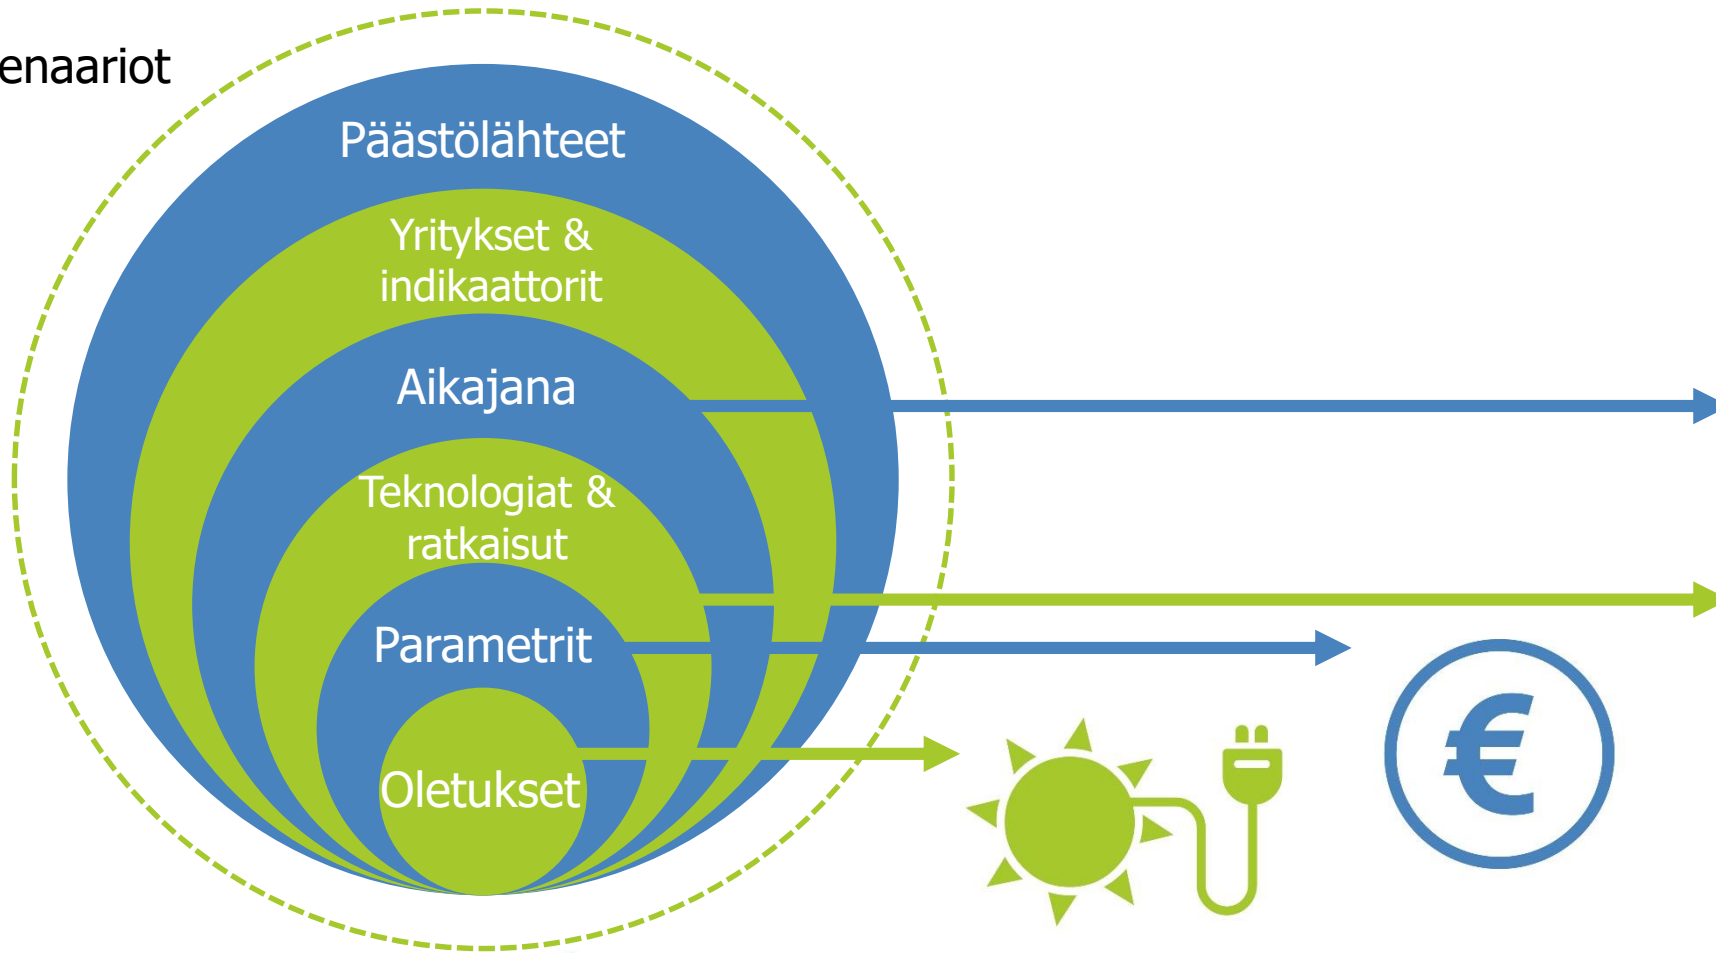 enaariot
Päästölähteet
Yritykset &
indikaattorit
Aikajana
Teknologiat &
ratkaisut
Parametrit
Oletukset
€